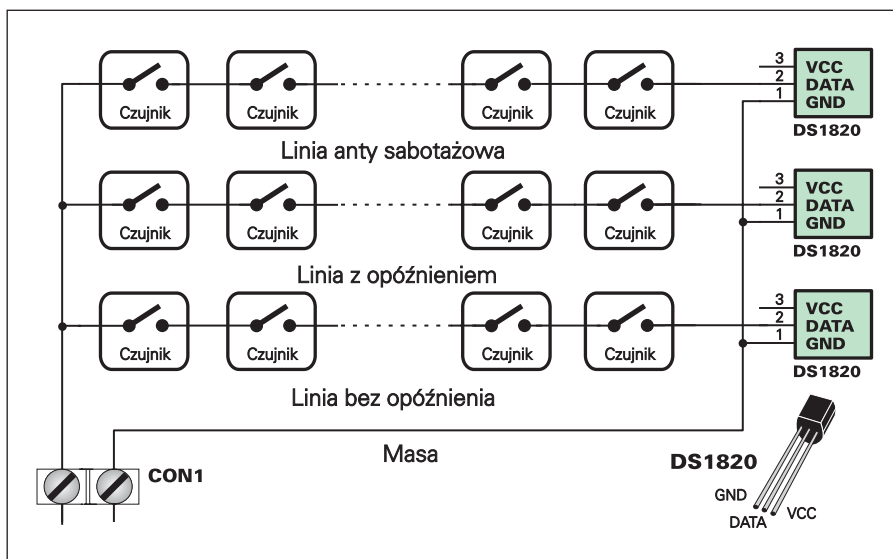 3 VCC
2 DATA
1 GND
Czujnik Czujnik Czujnik Czujnik
DS1820
Linia anty sabotażowa
3 VCC
2 DATA
1 GND
Czujnik Czujnik Czujnik Czujnik
DS1820
Linia z opóźnieniem
3 VCC
2 DATA
1 GND
Czujnik Czujnik Czujnik Czujnik
DS1820
Linia bez opóźnienia
Masa
CON1
DS1820
GND
DATA
VCC